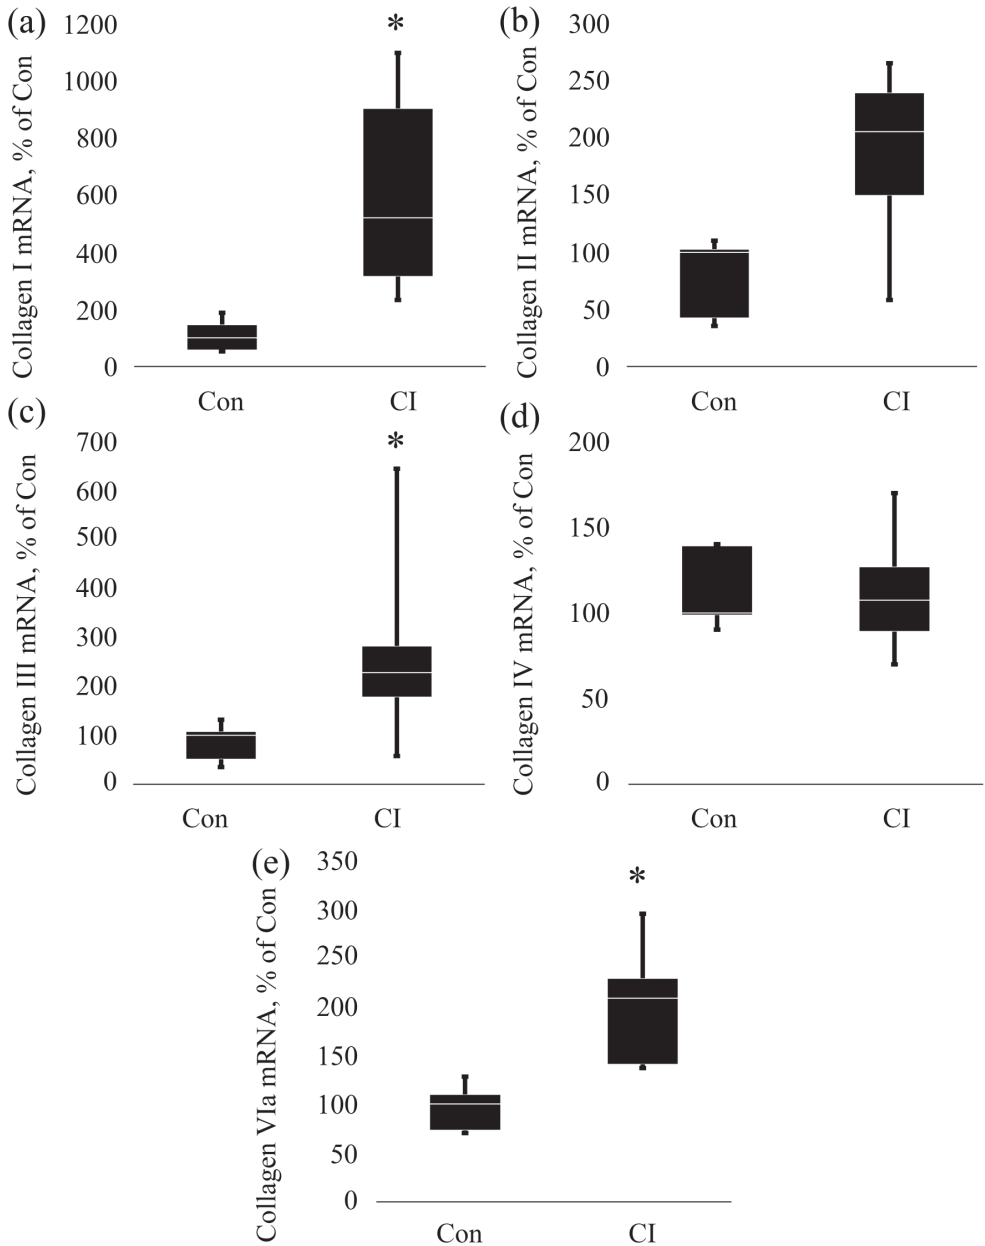 (a)
Collagen I mRNA, % of Con
1200
1000
800
600
400
200
0
*
Con CI
(b)
Collagen II mRNA, % of Con
300
250
200
150
100
50
0
Con CI
(c)
Collagen III mRNA, % of Con
700
600
500
400
300
200
100
0
*
Con CI
(d)
Collagen IV mRNA, % of Con
200
150
100
50
0
Con CI
(e)
Collagen VIa mRNA, % of Con
350
300
250
200
150
100
50
0
*
Con CI